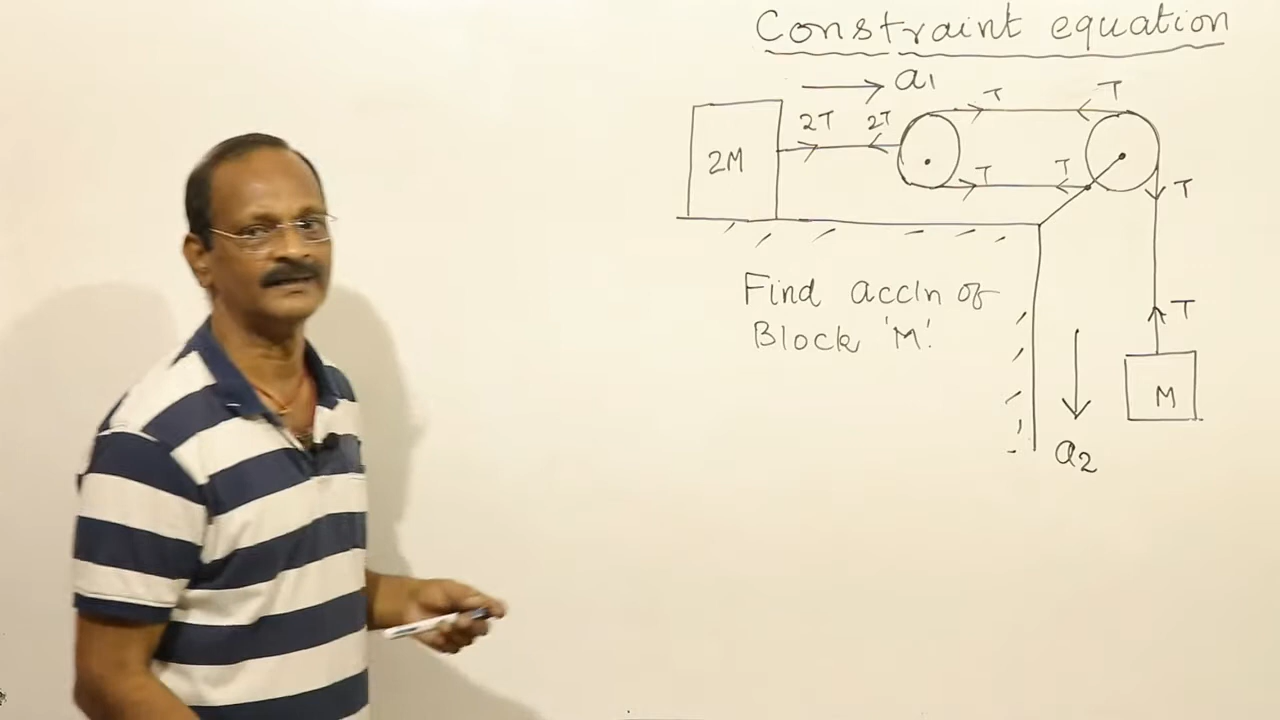 Constraint equation
a1
T
T
2T
2T
2M
T
T
T
Find accln of
Block 'M'.
T
M
a2